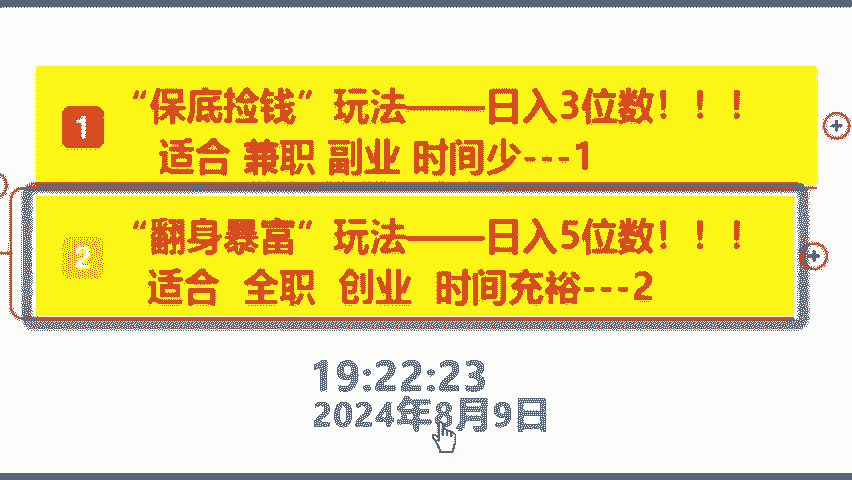 1
“保底捡钱”玩法——日入3位数！！！
适合 兼职 副业 时间少---1
2
“翻身暴富”玩法——日入5位数！！！
适合 全职 创业 时间充裕---2
19:22:23
2024年8月9日